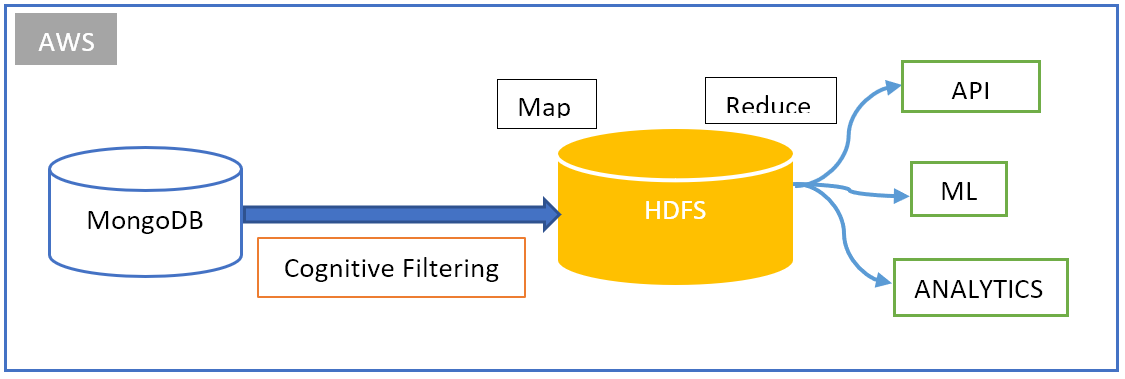 AWS
Map
Reduce
API
MongoDB
HDFS
ML
Cognitive Filtering
ANALYTICS